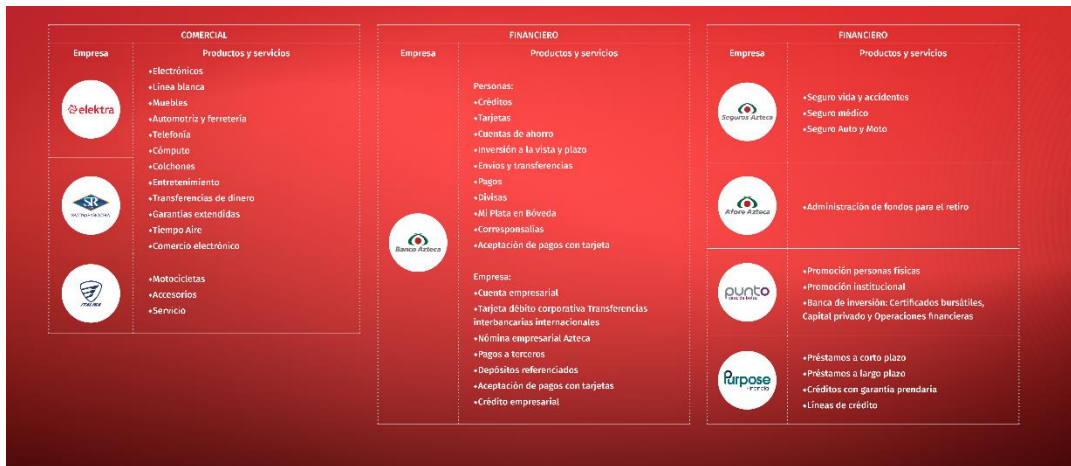 COMERCIAL
Empresa
Productos y servicios
elektra
SR
ITALIKA
•Electrónicos
•Línea blanca
•Muebles
•Automotriz y ferretería
•Telefonía
•Cómputo
•Colchones
•Entretenimiento
•Transferencias de dinero
•Garantías extendidas
•Tiempo Aire
•Comercio electrónico
•Motocicletas
•Accesorios
•Servicio
FINANCIERO
Empresa
Productos y servicios
Banco Azteca
Personas:
•Créditos
•Tarjetas
•Cuentas de ahorro
•Inversión a la vista y plazo
•Envíos y transferencias
•Pagos
•Divisas
•Mi Plata en Bóveda
•Corresponsalías
•Aceptación de pagos con tarjeta
Empresa:
•Cuenta empresarial
•Tarjeta débito corporativa Transferencias
interbancarias internacionales
•Nómina empresarial Azteca
•Pagos a terceros
•Depósitos referenciados
•Aceptación de pagos con tarjetas
•Crédito empresarial
FINANCIERO
Empresa
Productos y servicios
Seguros Azteca
•Seguro vida y accidentes
•Seguro médico
•Seguro Auto y Moto
Afore Azteca
•Administración de fondos para el retiro
punto
casa de bolsa
•Promoción personas físicas
•Promoción institucional
•Banca de inversión: Certificados bursátiles,
Capital privado y Operaciones financieras
Purpose
Financial
•Préstamos a corto plazo
•Préstamos a largo plazo
•Créditos con garantía prendaria
•Líneas de crédito